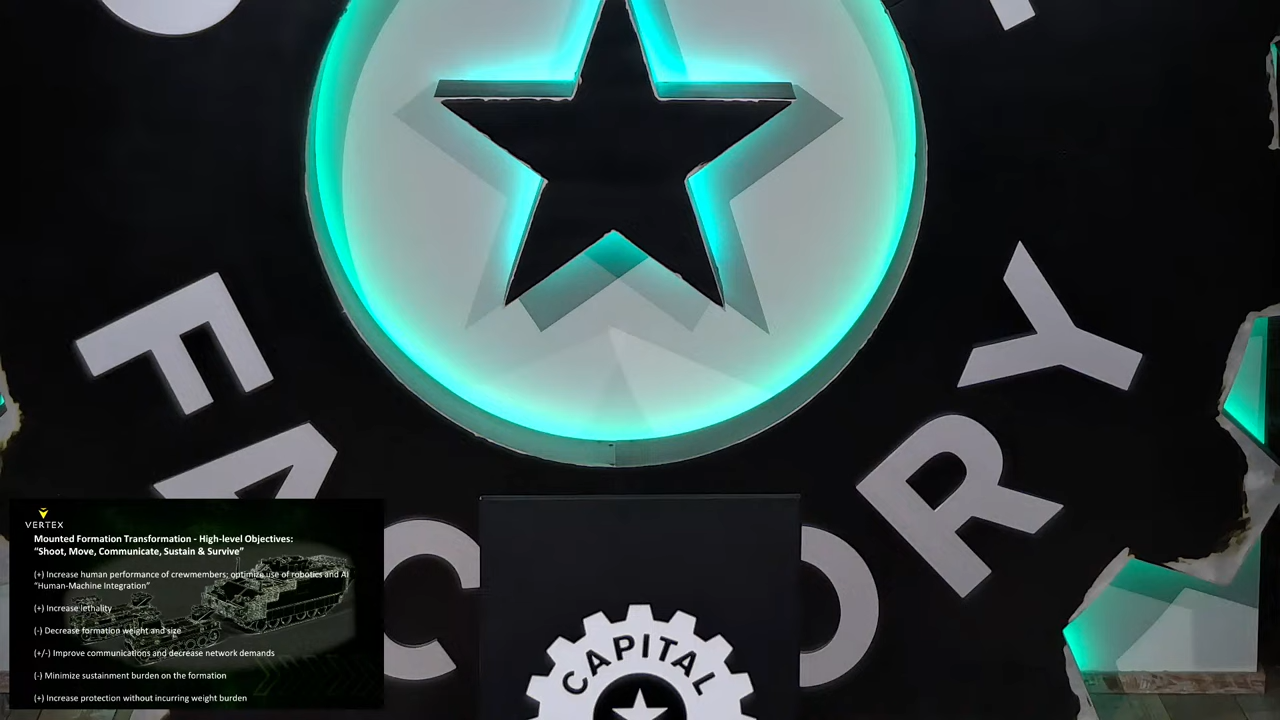 FACTORY
VERTEX
Mounted Formation Transformation - High-level Objectives:
"Shoot, Move, Communicate, Sustain & Survive"
(+) Increase human performance of crewmembers; optimize use of robotics and AI
"Human-Machine Integration"
(+) Increase lethality
(-) Decrease formation weight and size
(+/-) Improve communications and decrease network demands
(-) Minimize sustainment burden on the formation
(+) Increase protection without incurring weight burden
CAPITAL